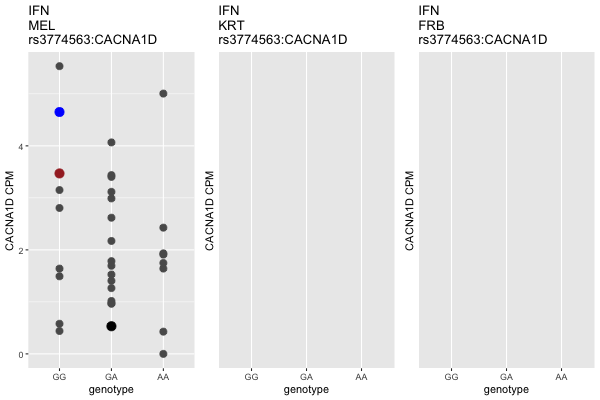 IFN
MEL
rs3774563:CACNA1D
CACNA1D CPM
4
2
0
GG GA AA
genotype
IFN
KRT
rs3774563:CACNA1D
CACNA1D CPM
GG GA AA
genotype
IFN
FRB
rs3774563:CACNA1D
CACNA1D CPM
GG GA AA
genotype